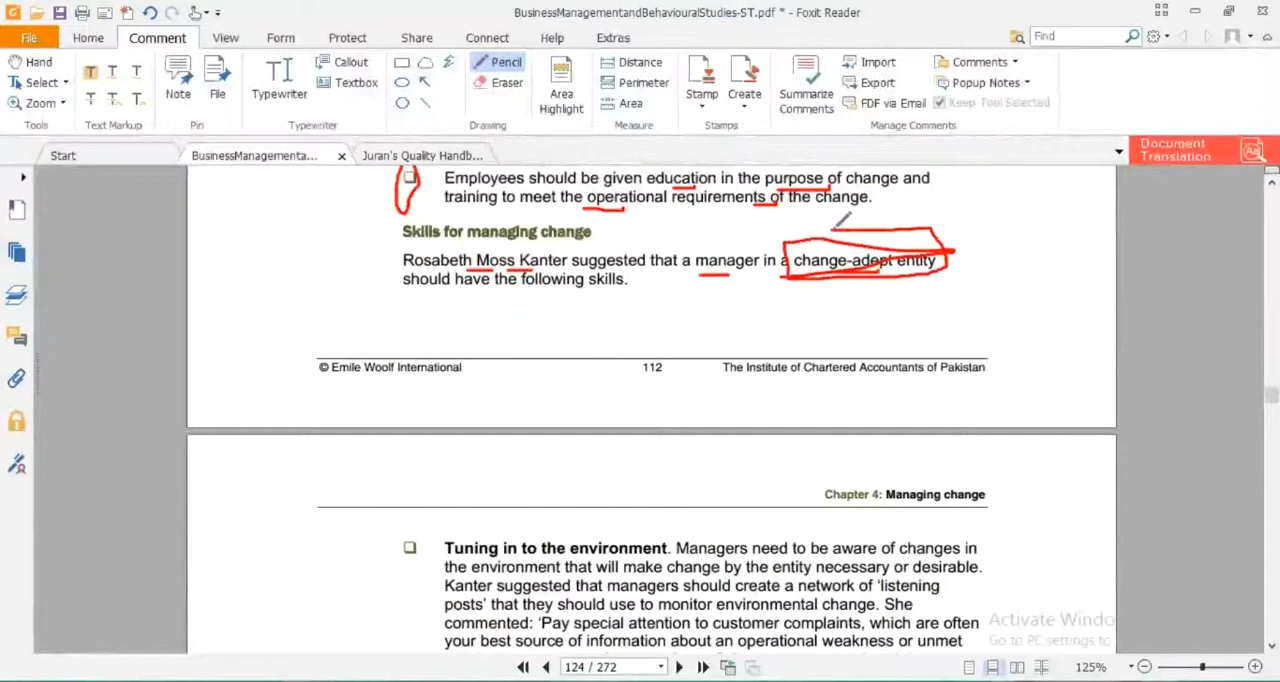 BusinessManagementandBehaviouralStudies-ST.pdf * - Foxit Reader
File Home Comment View Form Protect Share Connect Help Extras
Find
Hand
Select
Zoom
Tools
Text Markup
Note
File
Pin
Typewriter
Callout
Textbox
Typewriter
Pencil
Eraser
Area
Highlight
Drawing
Distance
Perimeter
Area
Measure
Stamp
Create
Stamps
Summarize
Comments
Import
Export
FDF via Email
Comments
Popup Notes
Keep Tool Selected
Manage Comments
Start
BusinessManagementa...
Juran's Quality Handb...
Document
Translation
Employees should be given education in the purpose of change and
training to meet the operational requirements of the change.
Skills for managing change
Rosabeth Moss Kanter suggested that a manager in a change-adept entity
should have the following skills.
© Emile Woolf International 112 The Institute of Chartered Accountants of Pakistan
Chapter 4: Managing change
Tuning in to the environment. Managers need to be aware of changes in
the environment that will make change by the entity necessary or desirable.
Kanter suggested that managers should create a network of 'listening
posts' that they should use to monitor environmental change. She
commented: 'Pay special attention to customer complaints, which are often
your best source of information about an operational weakness or unmet
Activate Windo
Go to PC settings to
124 / 272
125%